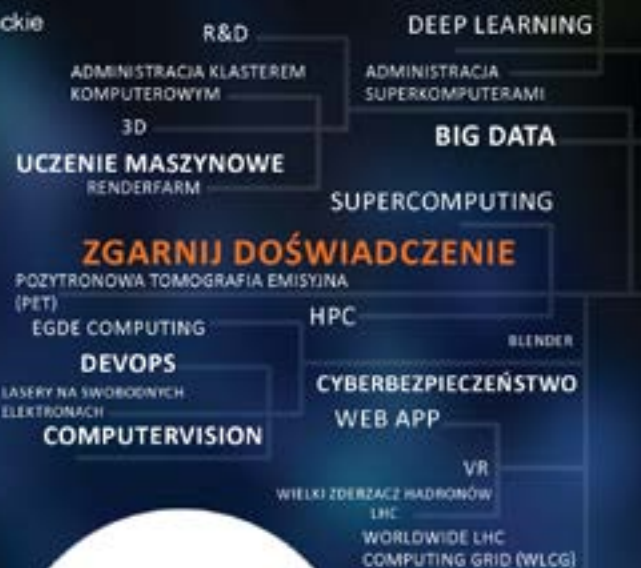 ckie
R&D
DEEP LEARNING
ADMINISTRACJA KLASTEREM
KOMPUTEROWYM
ADMINISTRACJA
SUPERKOMPUTERAMI
3D
BIG DATA
UCZENIE MASZYNOWE
RENDERFARM
SUPERCOMPUTING
ZGARNIJ DOŚWIADCZENIE
POZYTRONOWA TOMOGRAFIA EMISYJNA
(PET)
HPC
EGDE COMPUTING
BLENDER
DEVOPS
CYBERBEZPIECZEŃSTWO
LASERY NA SWOBODNYCH
ELEKTRONACH
WEB APP
COMPUTERVISION
VR
WIELKI ZDERZACZ HADRONÓW
LHC
WORLDWIDE LHC
COMPUTING GRID (WLCG)